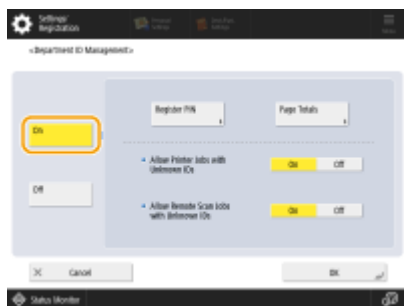 Settings/
Registration
Menu
<Department ID Management>
Register PIN
Page Totals
On
Allow Printer Jobs with
Unknown IDs
On
Off
Off
Allow Remote Scan Jobs
with Unknown IDs
On
Off
Cancel
OK
Status Monitor